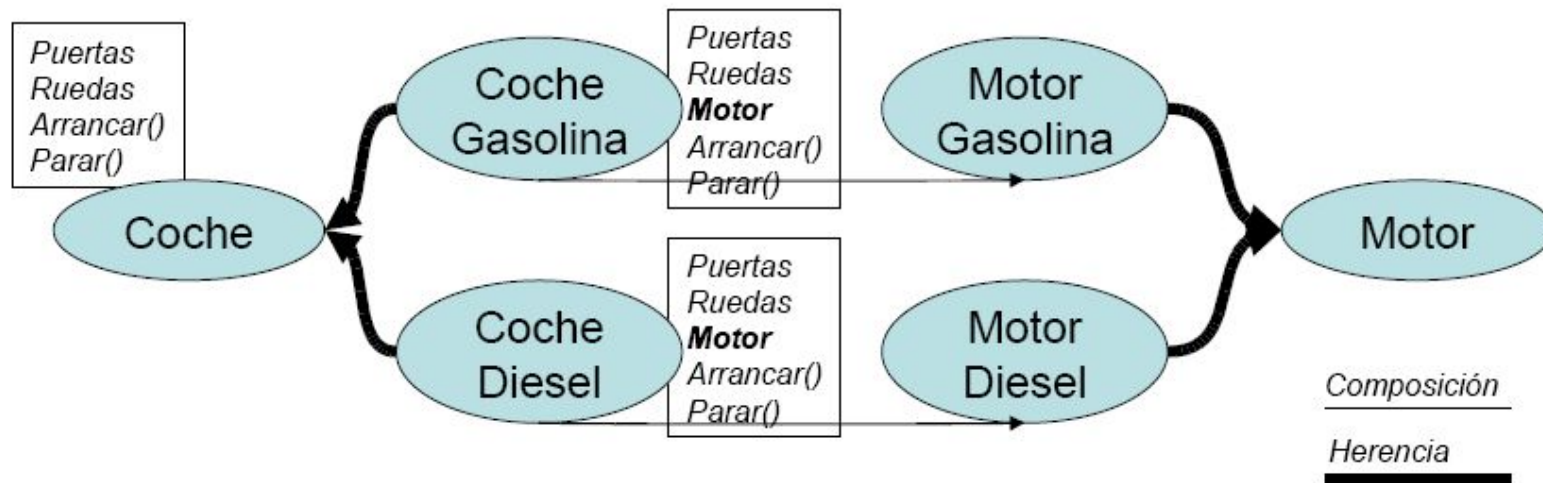 Puertas
Ruedas
Arrancar()
Parar()
Coche
Coche
Gasolina
Puertas
Ruedas
Motor
Arrancar()
Parar()
Motor
Gasolina
Coche
Diesel
Puertas
Ruedas
Motor
Arrancar()
Parar()
Motor
Diesel
Motor
Composición
Herencia